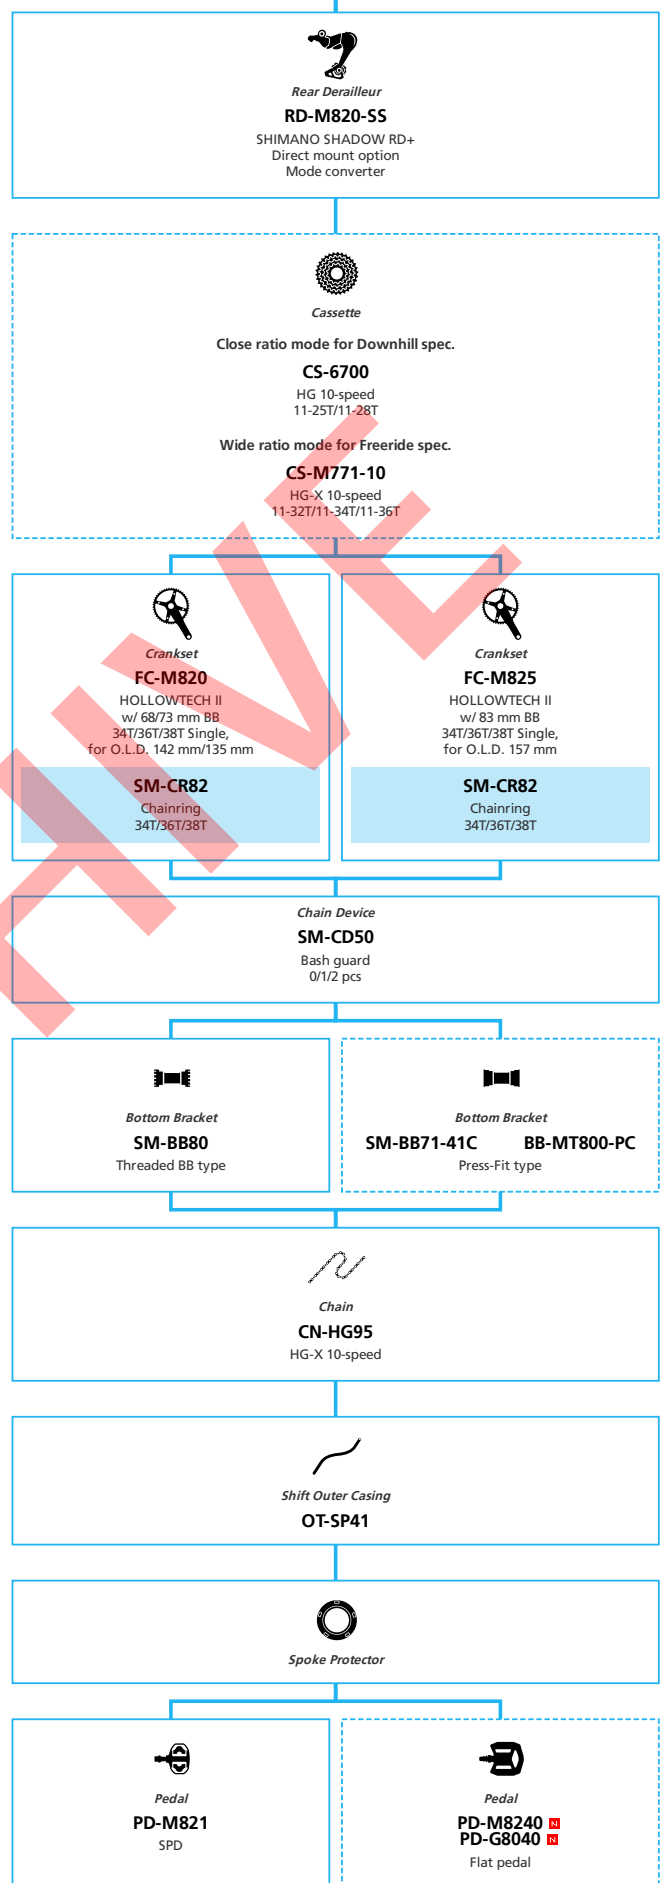 Rear Derailleur
RD-M820-SS
SHIMANO SHADOW RD+
Direct mount option
Mode converter
Cassette
Close ratio mode for Downhill spec.
CS-6700
HG 10-speed
11-25T/11-28T
Wide ratio mode for Freeride spec.
CS-M771-10
HG-X 10-speed
11-32T/11-34T/11-36T
Crankset
FC-M820
HOLLOWTECH II
w/ 68/73 mm BB
34T/36T/38T Single,
for O.L.D. 142 mm/135 mm
SM-CR82
Chainring
34T/36T/38T
Crankset
FC-M825
HOLLOWTECH II
w/ 83 mm BB
34T/36T/38T Single,
for O.L.D. 157 mm
SM-CR82
Chainring
34T/36T/38T
Chain Device
SM-CD50
Bash guard
0/1/2 pcs
Bottom Bracket
SM-BB80
Threaded BB type
Bottom Bracket
SM-BB71-41C BB-MT800-PC
Press-Fit type
Chain
CN-HG95
HG-X 10-speed
Shift Outer Casing
OT-SP41
Spoke Protector
Pedal
PD-M821
SPD
Pedal
PD-M8240 N
PD-G8040 N
Flat pedal
HIVE